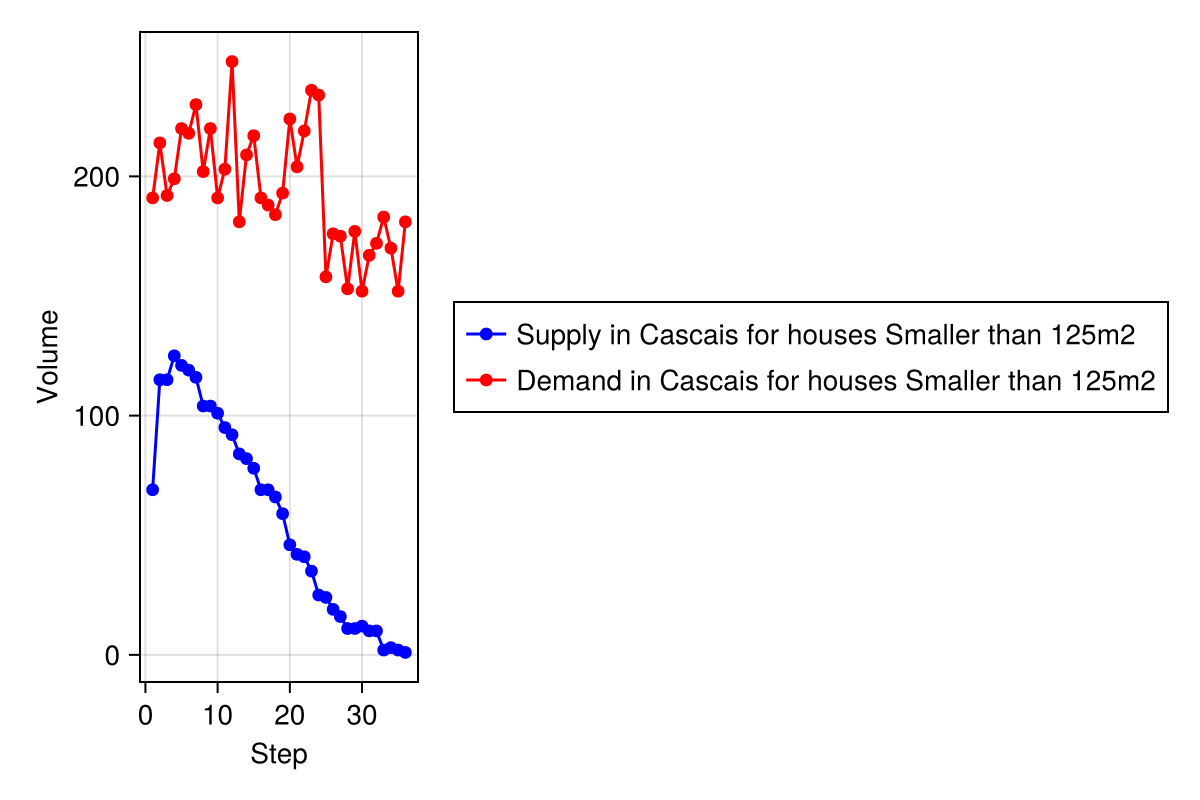 Volume
200
100
0
0 10 20 30
Step
Supply in Cascais for houses Smaller than 125m2
Demand in Cascais for houses Smaller than 125m2